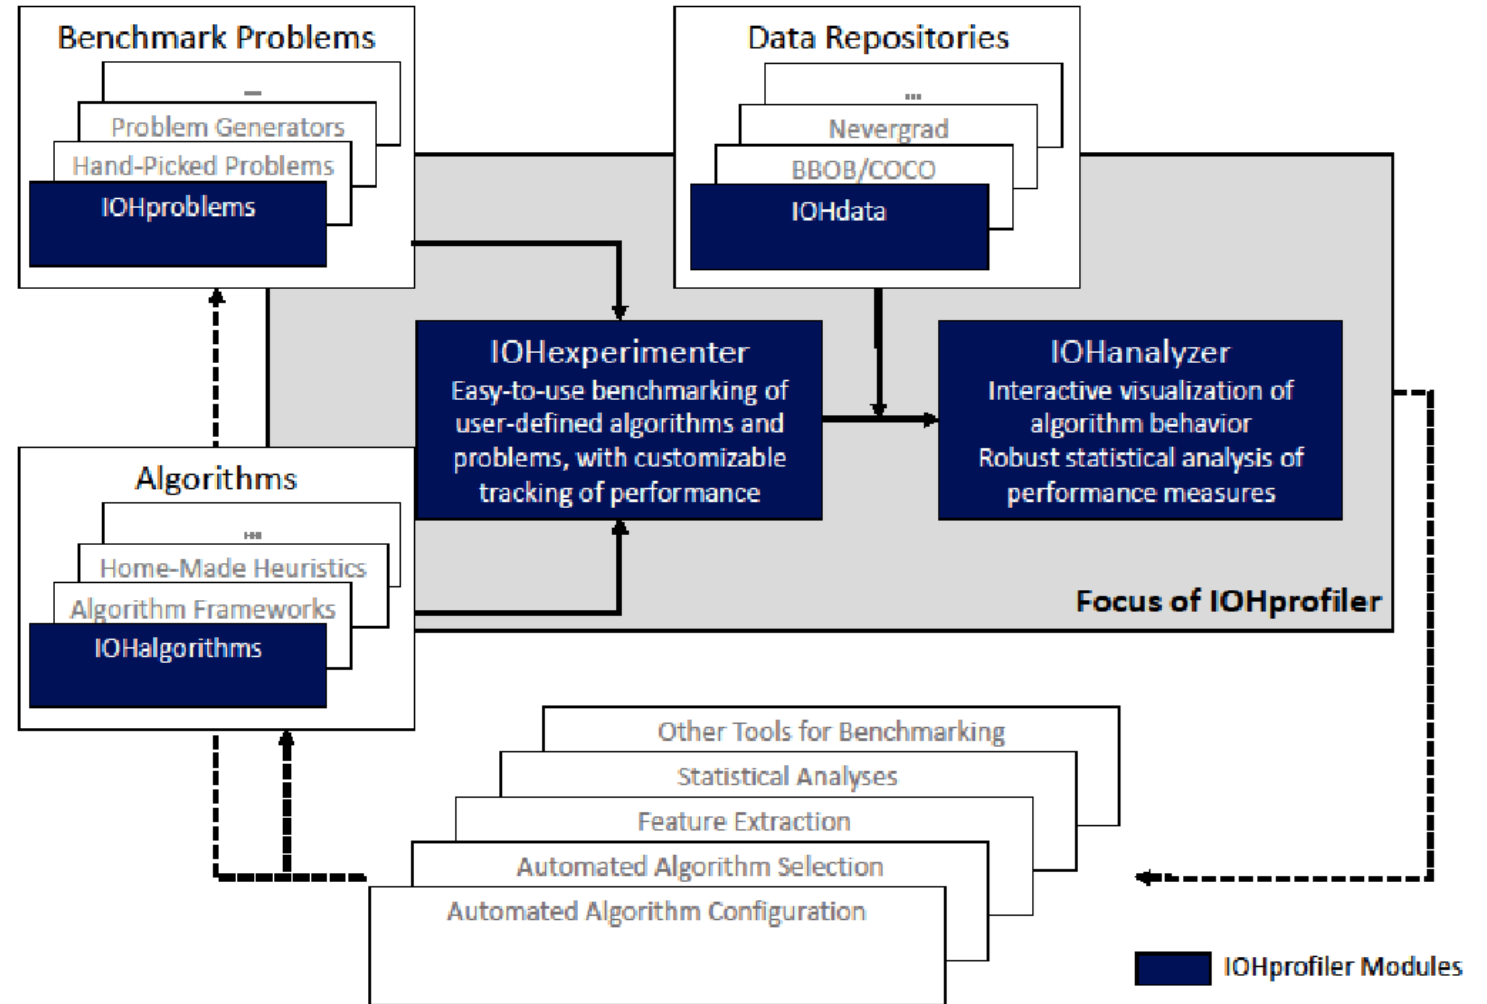 Benchmark Problems
...
Problem Generators
Hand-Picked Problems
IOHproblems
Data Repositories
...
Nevergrad
BBOB/COCO
IOHdata
IOHexperimenter
Easy-to-use benchmarking of
user-defined algorithms and
problems, with customizable
tracking of performance
IOHanalyzer
Interactive visualization of
algorithm behavior
Robust statistical analysis of
performance measures
Algorithms
...
Home-Made Heuristics
Algorithm Frameworks
IOHalgorithms
Focus of IOHprofiler
Other Tools for Benchmarking
Statistical Analyses
Feature Extraction
Automated Algorithm Selection
Automated Algorithm Configuration
IOHprofiler Modules